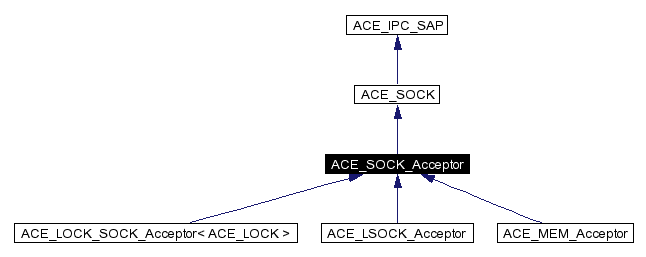 ACE_IPC_SAP
ACE_SOCK
ACE_SOCK_Acceptor
ACE_LOCK_SOCK_Acceptor< ACE_LOCK >
ACE_LSOCK_Acceptor
ACE_MEM_Acceptor